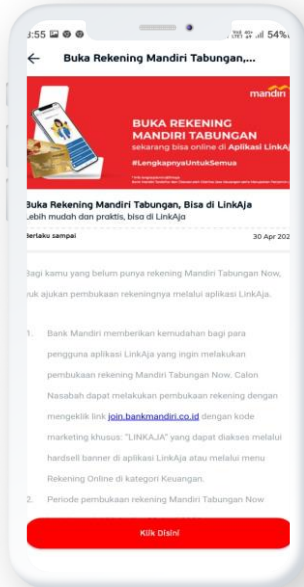 :55 54%
← Buka Rekening Mandiri Tabungan,...
mandiri
BUKA REKENING
MANDIRI TABUNGAN
sekarang bisa online di Aplikasi LinkAj
#LengkapnyaUntukSemua
Buka Rekening Mandiri Tabungan, Bisa di LinkAja
Lebih mudah dan praktis, bisa di LinkAja
Berlaku sampai 30 Apr 202
Bagi kamu yang belum punya rekening Mandiri Tabungan Now,
yuk ajukan pembukaan rekeningnya melalui aplikasi LinkAja.
1. Bank Mandiri memberikan kemudahan bagi para
pengguna aplikasi LinkAja yang ingin melakukan
pembukaan rekening Mandiri Tabungan Now. Calon
Nasabah dapat melakukan pembukaan rekening dengan
mengeklik link join.bankmandiri.co.id dengan kode
marketing khusus: "LINKAJA" yang dapat diakses melalui
hardsell banner di aplikasi LinkAja atau melalui menu
Rekening Online di kategori Keuangan.
2. Periode pembukaan rekening Mandiri Tabungan Now
Klik Disini